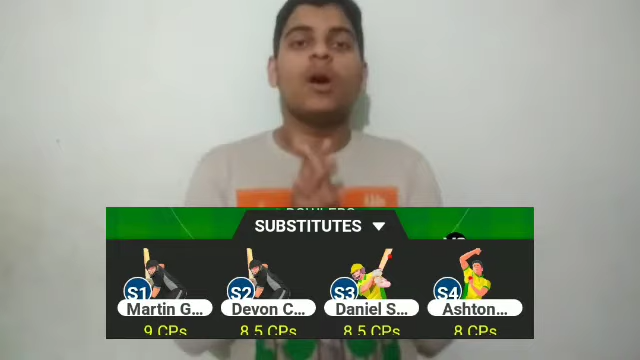 SUBSTITUTES
S1 S2 S3 S4
Martin G... Devon C... Daniel S... Ashton...
9 CPs 8.5 CPs 8.5 CPs 8 CPs